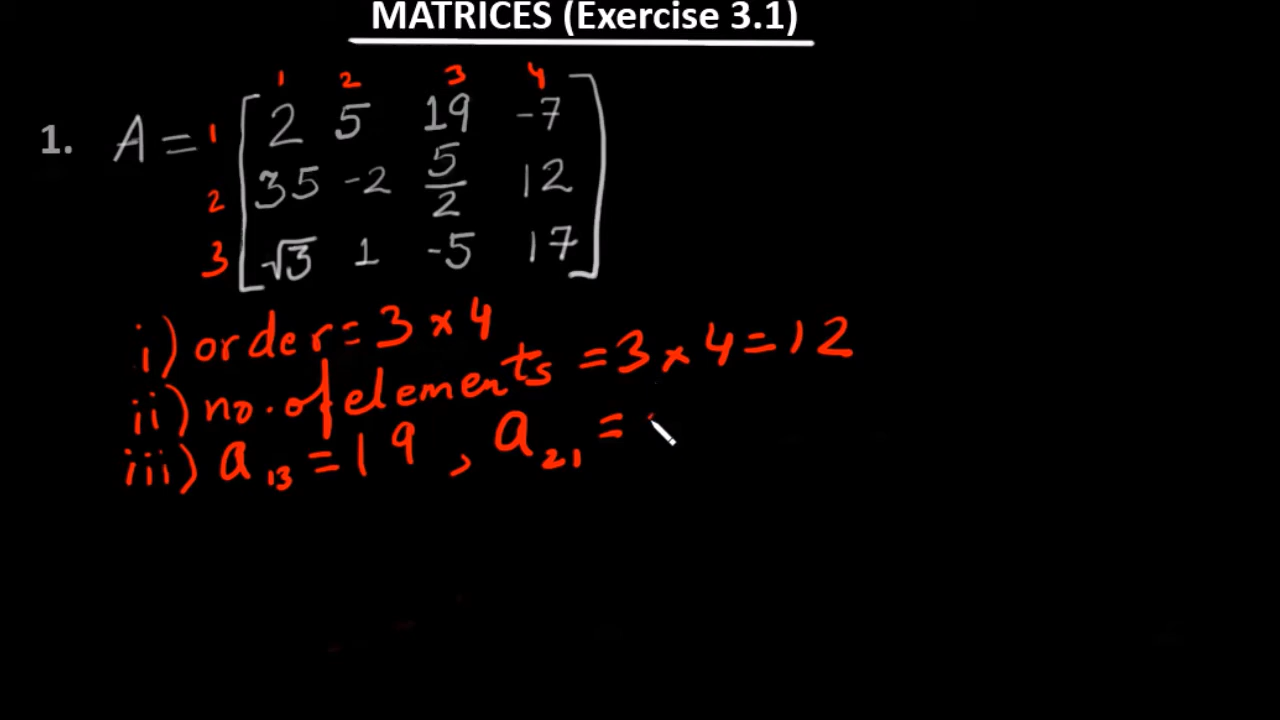 MATRICES (Exercise 3.1)
1 2 3 4
1. A = 1 [2 5 19 -7
2 35 -2 5/2 12
3 √3 1 -5 17]
i) order = 3 × 4
ii) no. of elements = 3 × 4 = 12
iii) a₁₃ = 19 , a₂₁ =